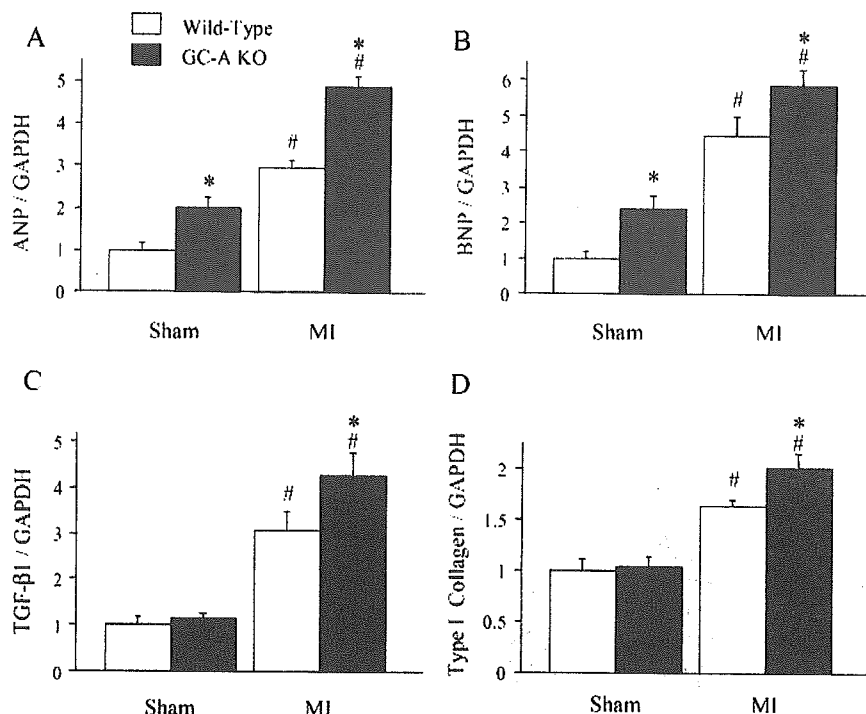 A
Wild-Type
GC-A KO
ANP / GAPDH
5
4
3
2
1
0
*
#
*
#
Sham
MI
B
BNP / GAPDH
6
5
4
3
2
1
0
*
#
*
#
Sham
MI
C
TGF-β1 / GAPDH
5
4
3
2
1
0
#
*
#
Sham
MI
D
Type I Collagen / GAPDH
2
1.5
1
0.5
0
#
*
#
Sham
MI